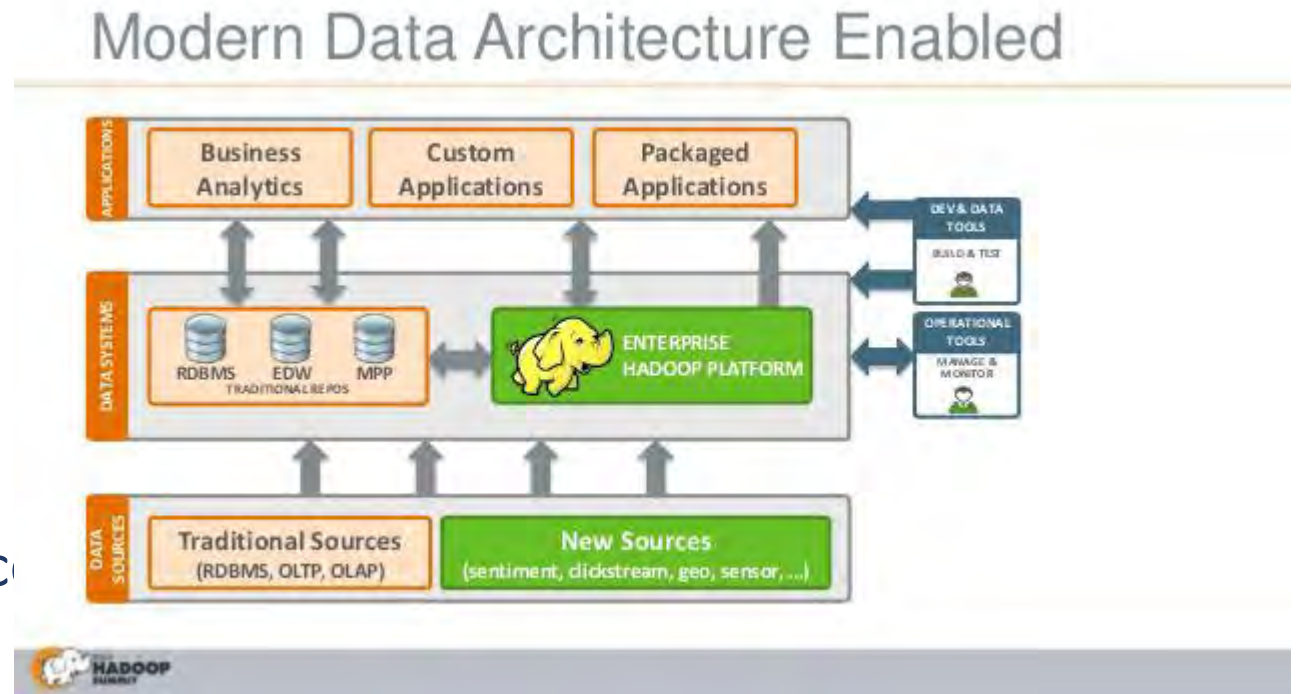 Modern Data Architecture Enabled
APPLICATIONS
Business
Analytics
Custom
Applications
Packaged
Applications
DEV & DATA
TOOLS
BUILD & TEST
DATA SYSTEMS
RDBMS
EDW
MPP
TRADITIONAL REPOS
ENTERPRISE
HADOOP PLATFORM
OPERATIONAL
TOOLS
MANAGE &
MONITOR
DATA
SOURCES
Traditional Sources
(RDBMS, OLTP, OLAP)
New Sources
(sentiment, clickstream, geo, sensor, ...)
HADOOP
SUMMIT